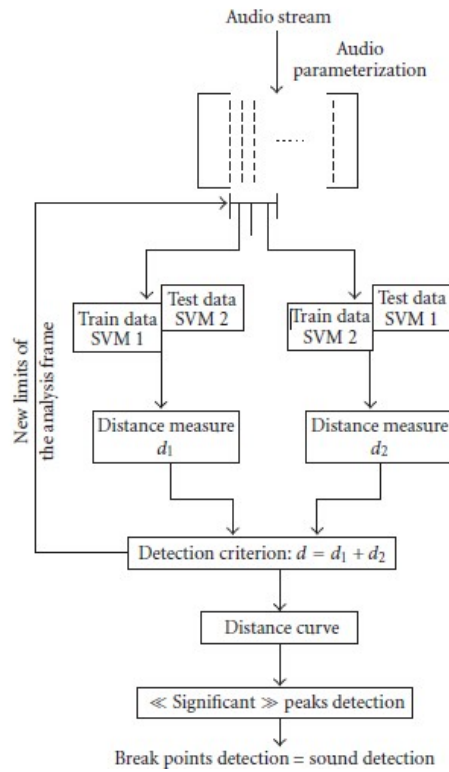 Audio stream
Audio
parameterization
Train data
SVM 1
Test data
SVM 2
Train data
SVM 2
Test data
SVM 1
New limits of
the analysis frame
Distance measure
d₁
Distance measure
d₂
Detection criterion: d = d₁ + d₂
Distance curve
≪ Significant ≫ peaks detection
Break points detection = sound detection